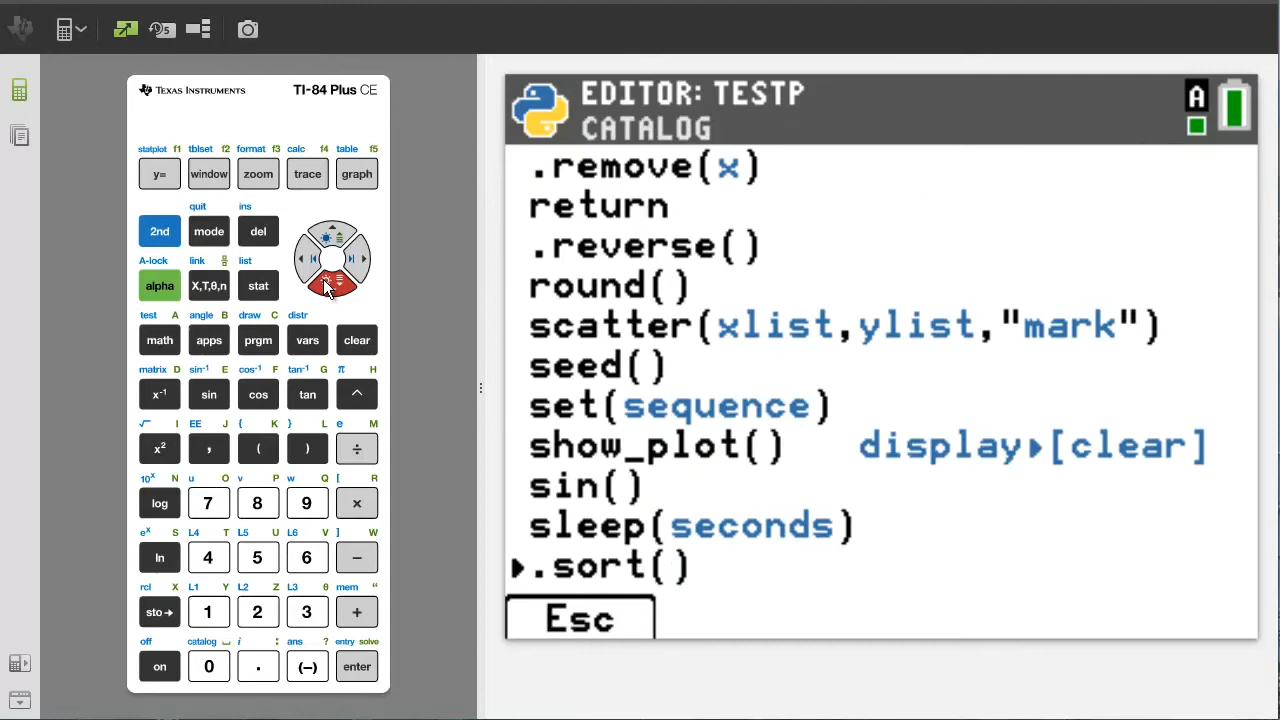 5
TEXAS INSTRUMENTS TI-84 Plus CE
statplot f1 tblset f2 format f3 calc f4 table f5
y= window zoom trace graph
quit ins
2nd mode del
A-lock link list
alpha X,T,θ,n stat
test A angle B draw C distr
math apps prgm vars clear
matrix D sin⁻¹ E cos⁻¹ F tan⁻¹ G π H
x⁻¹ sin cos tan ^
√ I EE J { K } L e M
x² , ( ) ÷
10ˣ N u O v P w Q [ R
log 7 8 9 ×
eˣ S L4 T L5 U L6 V ] W
ln 4 5 6 −
rcl X L1 Y L2 Z L3 θ mem “
sto→ 1 2 3 +
off catalog ⎵ i : ans ? entry solve
on 0 . (−) enter
EDITOR: TESTP
CATALOG
A
.remove(x)
return
.reverse()
round()
scatter(xlist,ylist,"mark")
seed()
set(sequence)
show_plot() display▸[clear]
sin()
sleep(seconds)
▸.sort()
Esc